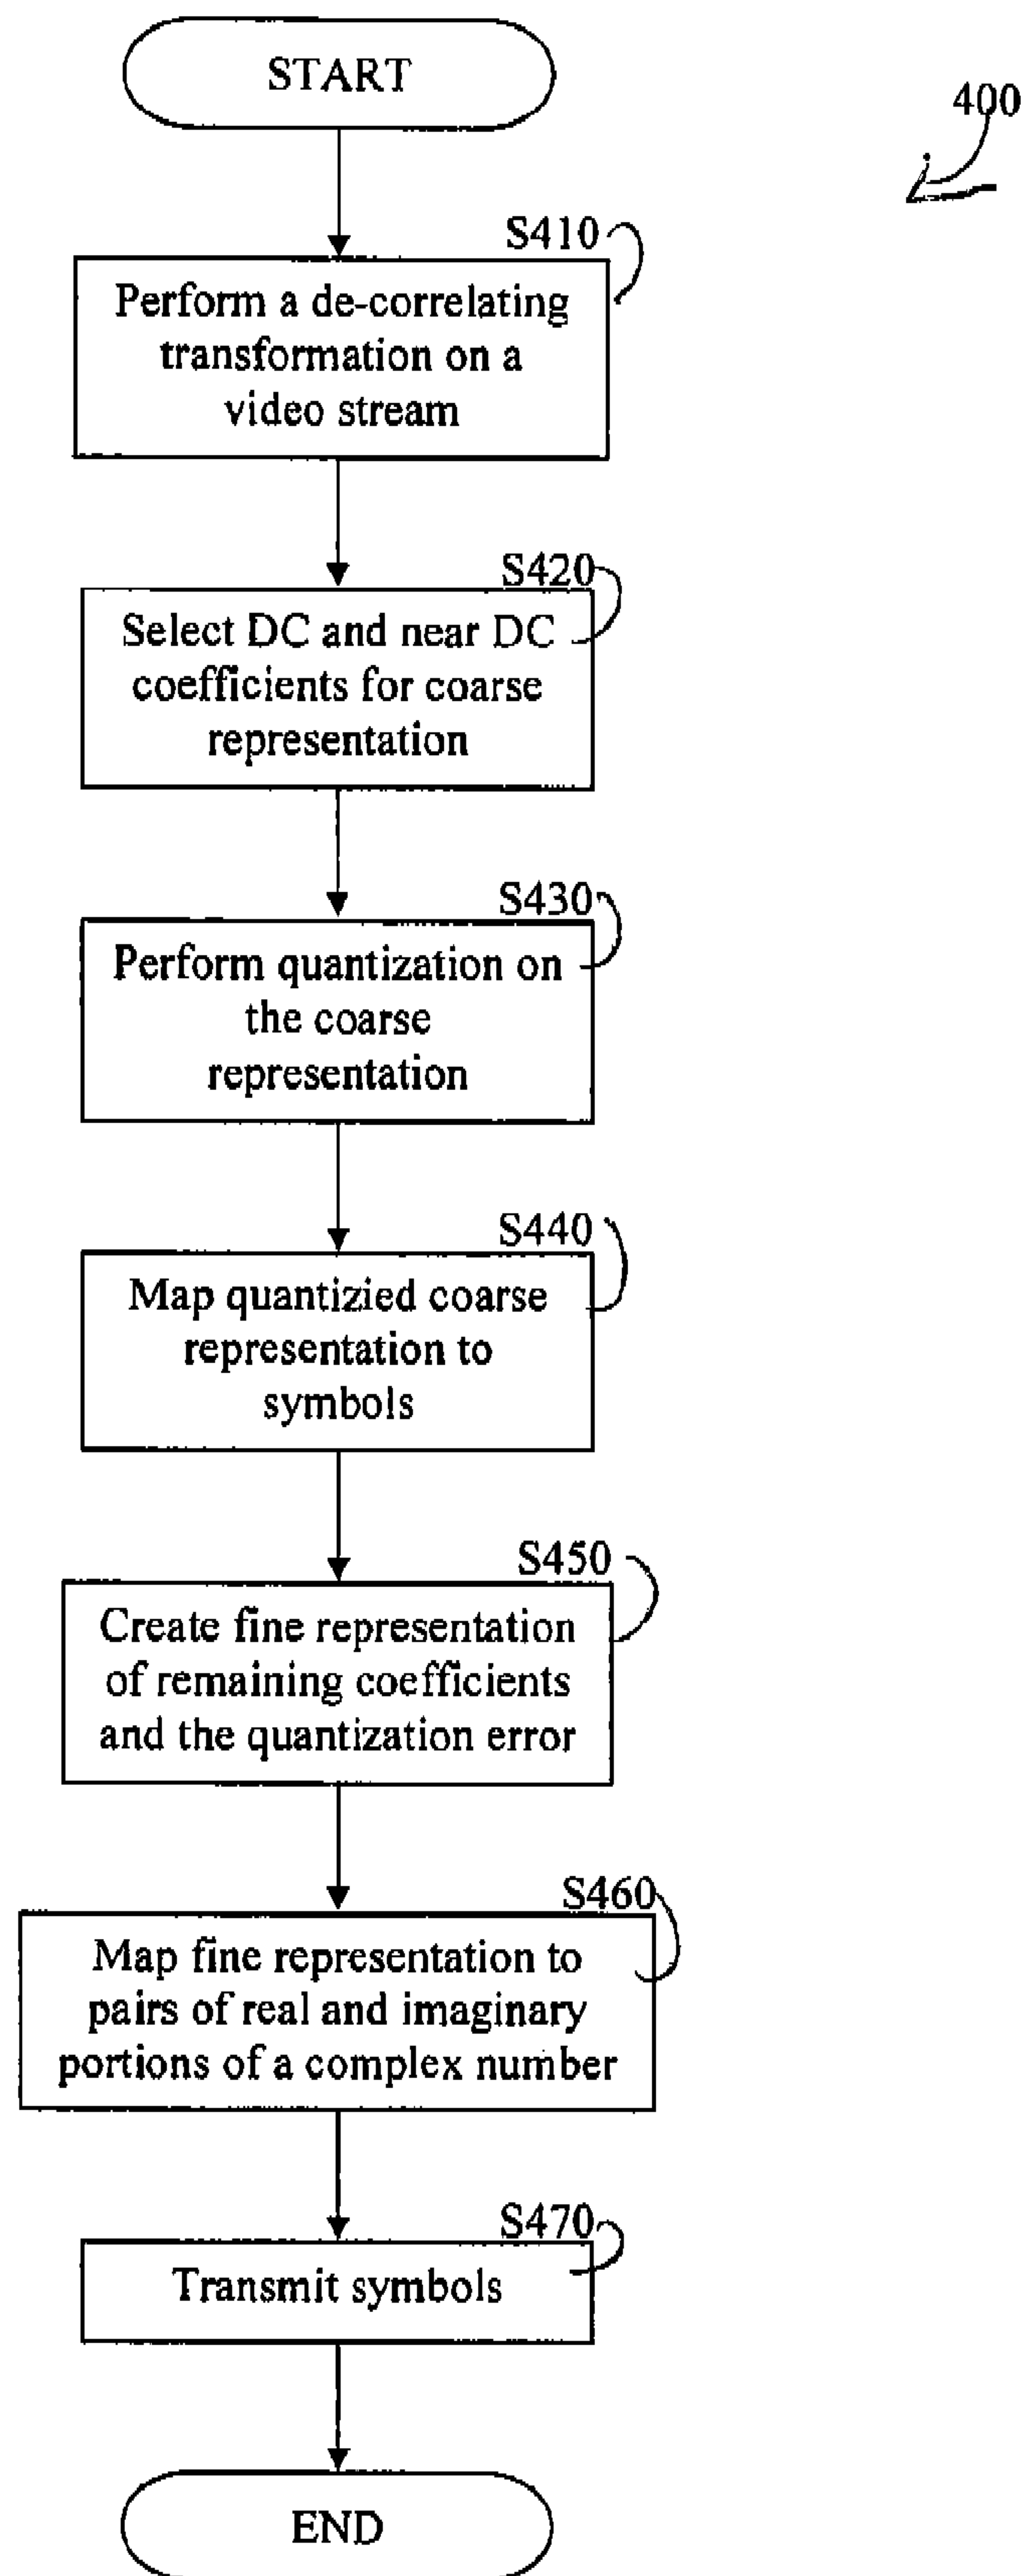 START
400
S410
Perform a de-correlating
transformation on a
video stream
S420
Select DC and near DC
coefficients for coarse
representation
S430
Perform quantization on
the coarse
representation
S440
Map quantizied coarse
representation to
symbols
S450
Create fine representation
of remaining coefficients
and the quantization error
S460
Map fine representation to
pairs of real and imaginary
portions of a complex number
S470
Transmit symbols
END